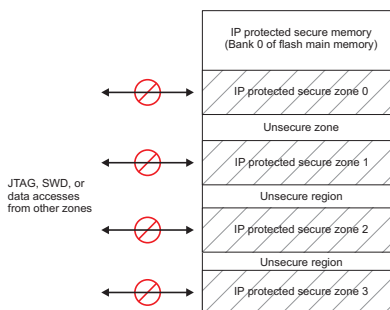 IP protected secure memory
(Bank 0 of flash main memory)
IP protected secure zone 0
Unsecure zone
IP protected secure zone 1
JTAG, SWD, or
data accesses
from other zones
Unsecure region
IP protected secure zone 2
Unsecure region
IP protected secure zone 3